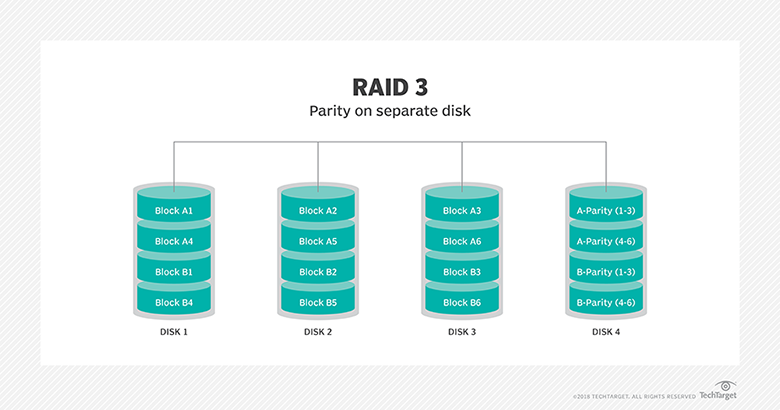 RAID 3
Parity on separate disk
Block A1
Block A4
Block B1
Block B4
DISK 1
Block A2
Block A5
Block B2
Block B5
DISK 2
Block A3
Block A6
Block B3
Block B6
DISK 3
A-Parity (1-3)
A-Parity (4-6)
B-Parity (1-3)
B-Parity (4-6)
DISK 4
©2018 TECHTARGET. ALL RIGHTS RESERVED TechTarget